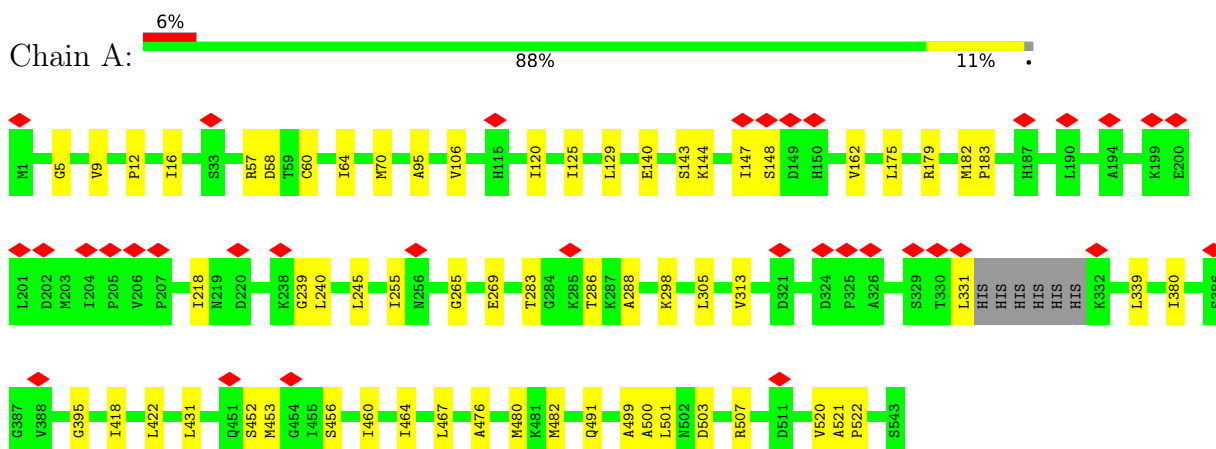 6%
Chain A:
88% 11% •
M1 G5 V9 P12 I16 S33 R57 D58 T59 C60 I64 M70 A95 V106 H115 I120 I125 L129 E140 S143 K144 I147 S148 D149 H150 V162 L175 R179 M182 P183 H187 L190 A194 K199 E200
L201 D202 M203 I204 P205 V206 P207 I218 N219 D220 K238 G239 L240 L245 I255 N256 G265 E269 T283 G284 K285 T286 K287 A288 K298 L305 V313 D321 D324 P325 A326 S329 T330 L331 HIS HIS HIS HIS HIS HIS K332 L339 I380 S386
G387 V388 G395 I418 L422 L431 Q451 S452 M453 G454 I455 S456 I460 I464 L467 A476 M480 K481 M482 Q491 A499 A500 L501 N502 D503 R507 D511 V520 A521 P522 S543